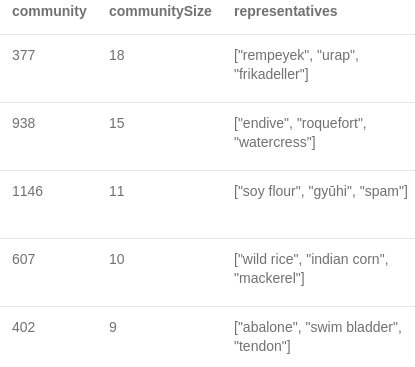 community communitySize representatives
377 18 ["rempeyek", "urap",
"frikadeller"]
938 15 ["endive", "roquefort",
"watercress"]
1146 11 ["soy flour", "gyūhi", "spam"]
607 10 ["wild rice", "indian corn",
"mackerel"]
402 9 ["abalone", "swim bladder",
"tendon"]